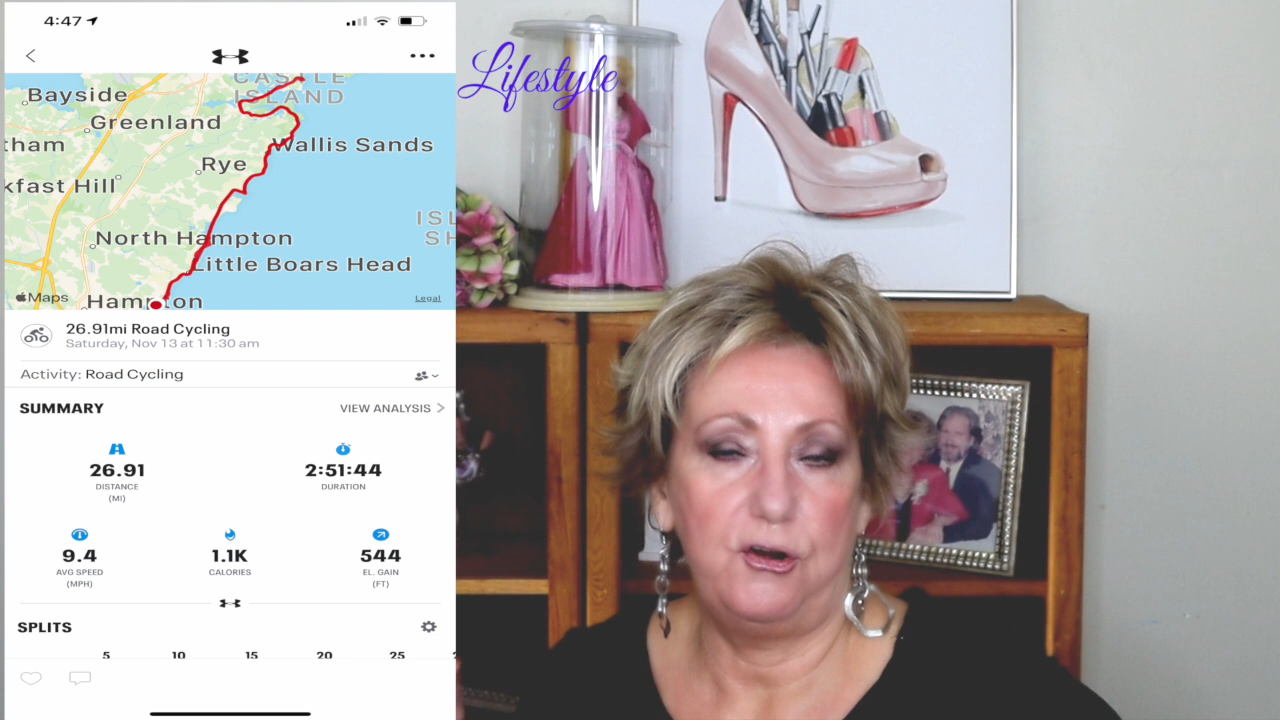 4:47
CASTLE
ISLAND
Bayside
Greenland
tham
Wallis Sands
Rye
kfast Hill
ISL
SH
North Hampton
Little Boars Head
Maps
Hampton
Legal
26.91mi Road Cycling
Saturday, Nov 13 at 11:30 am
Activity: Road Cycling
SUMMARY
VIEW ANALYSIS
26.91
DISTANCE
(MI)
2:51:44
DURATION
9.4
AVG SPEED
(MPH)
1.1K
CALORIES
544
EL. GAIN
(FT)
SPLITS
5 10 15 20 25
Lifestyle